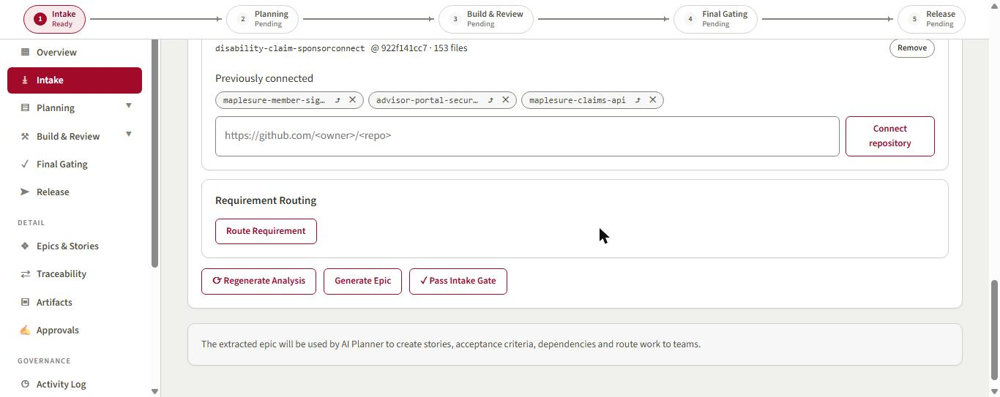 1 Intake
Ready
2 Planning
Pending
3 Build & Review
Pending
4 Final Gating
Pending
5 Release
Pending
Overview
Intake
Planning
Build & Review
Final Gating
Release
DETAIL
Epics & Stories
Traceability
Artifacts
Approvals
GOVERNANCE
Activity Log
disability-claim-sponsorconnect @ 922f141cc7 · 153 files
Remove
Previously connected
maplesure-member-sig…
advisor-portal-secur…
maplesure-claims-api
https://github.com/<owner>/<repo>
Connect
repository
Requirement Routing
Route Requirement
Regenerate Analysis
Generate Epic
✓ Pass Intake Gate
The extracted epic will be used by AI Planner to create stories, acceptance criteria, dependencies and route work to teams.